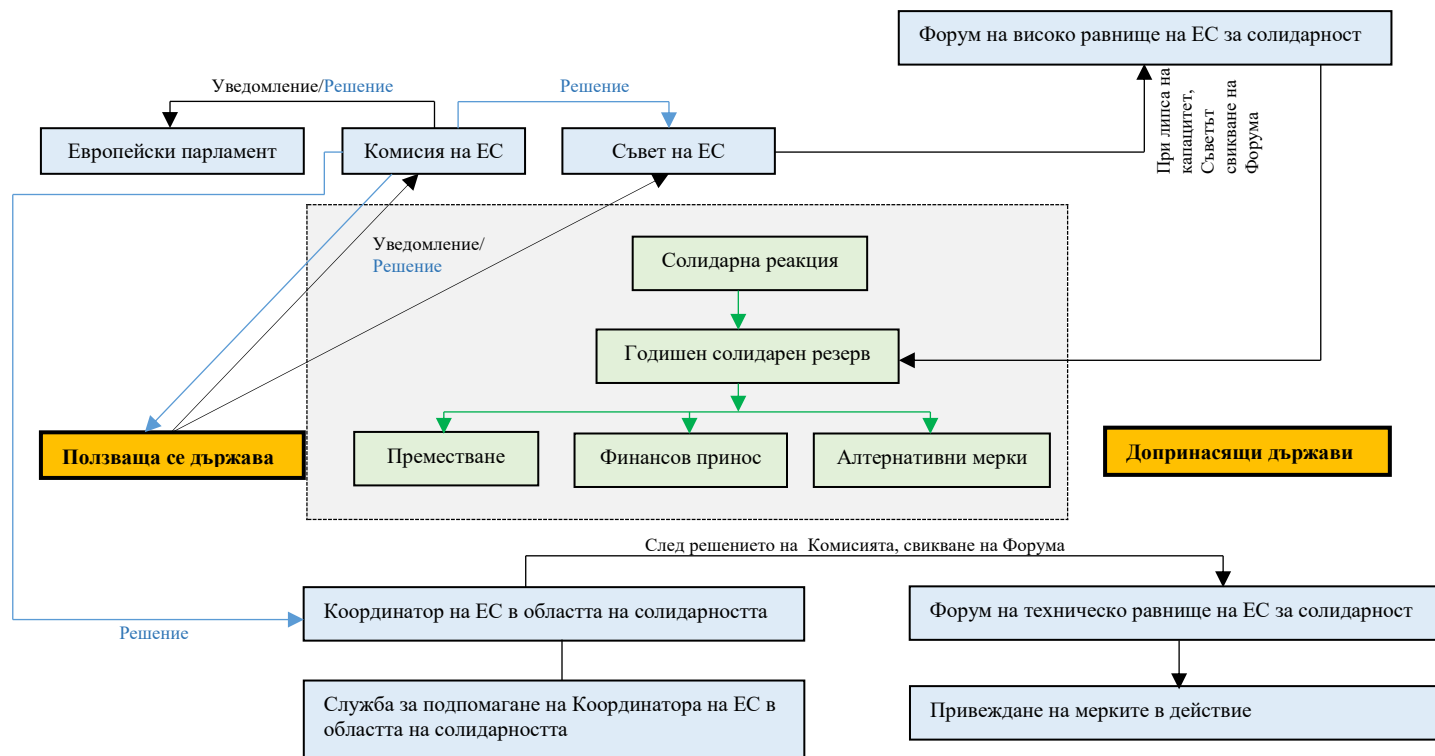 Форум на високо равнище на ЕС за солидарност
Уведомление/Решение
Решение
Европейски парламент
Комисия на ЕС
Съвет на ЕС
При липса на
капацитет,
Съветът
свикване на
Форума
Уведомление/
Решение
Солидарна реакция
Годишен солидарен резерв
Ползваща се държава
Преместване
Финансов принос
Алтернативни мерки
Допринасящи държави
След решението на Комисията, свикване на Форума
Координатор на ЕС в областта на солидарността
Форум на техническо равнище на ЕС за солидарност
Решение
Служба за подпомагане на Координатора на ЕС в
областта на солидарността
Привеждане на мерките в действие